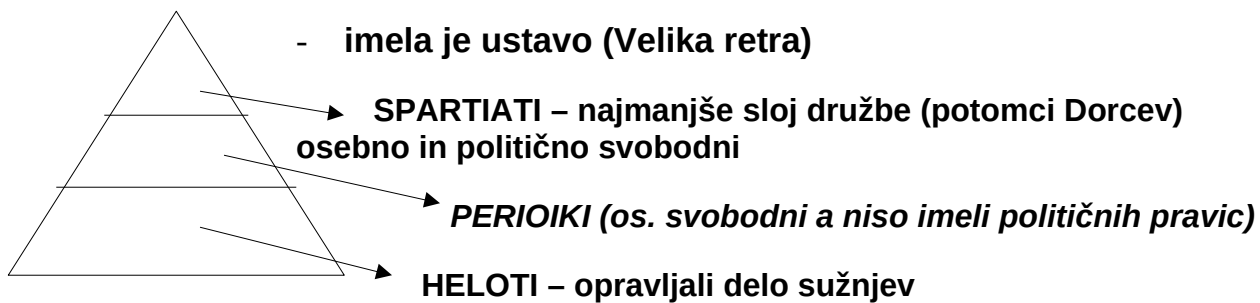 - imela je ustavo (Velika retra)
SPARTIATI – najmanjše sloj družbe (potomci Dorcev)
osebno in politično svobodni
PERIOIKI (os. svobodni a niso imeli političnih pravic)
HELOTI – opravljali delo sužnjev